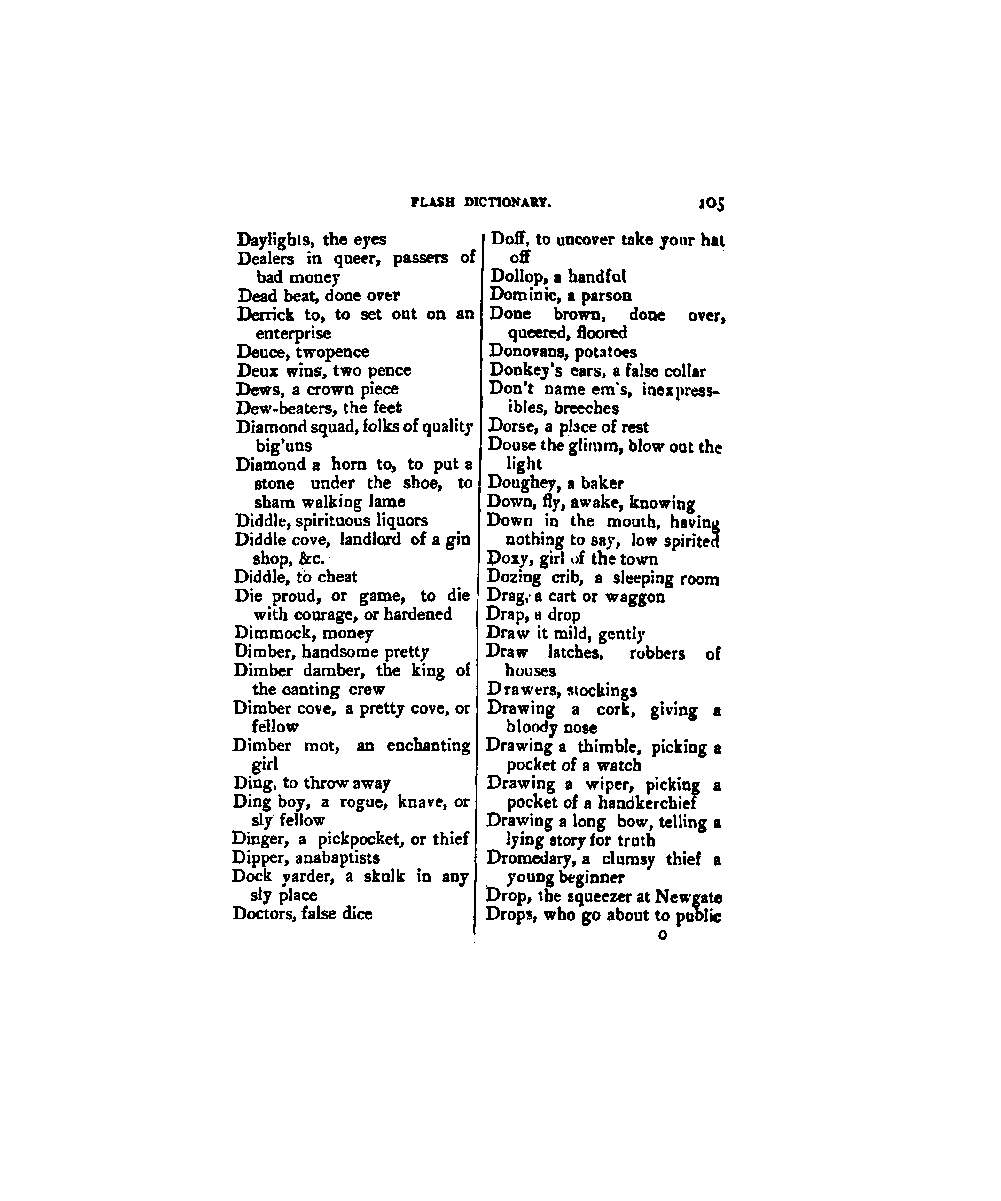 FLASH DICTIONARY. 105
Daylights, the eyes
Dealers in queer, passers of
bad money
Dead beat, done over
Derrick to, to set out on an
enterprise
Deuce, twopence
Deux wins, two pence
Dews, a crown piece
Dew-beaters, the feet
Diamond squad, folks of quality
big'uns
Diamond a horn to, to put a
stone under the shoe, to
sham walking lame
Diddle, spirituous liquors
Diddle cove, landlord of a gin
shop, &c.
Diddle, to cheat
Die proud, or game, to die
with courage, or hardened
Dimmock, money
Dimber, handsome pretty
Dimber damber, the king of
the canting crew
Dimber cove, a pretty cove, or
fellow
Dimber mot, an enchanting
girl
Ding, to throw away
Ding boy, a rogue, knave, or
sly fellow
Dinger, a pickpocket, or thief
Dipper, anabaptists
Dock yarder, a skulk in any
sly place
Doctors, false dice
Doff, to uncover take your hat
off
Dollop, a handful
Dominic, a parson
Done brown, done over,
queered, floored
Donovans, potatoes
Donkey's ears, a false collar
Don't name em's, inexpress-
ibles, breeches
Dorse, a place of rest
Douse the glimm, blow out the
light
Doughey, a baker
Down, fly, awake, knowing
Down in the mouth, having
nothing to say, low spirited
Doxy, girl of the town
Dozing crib, a sleeping room
Drag, a cart or waggon
Drap, a drop
Draw it mild, gently
Draw latches, robbers of
houses
Drawers, stockings
Drawing a cork, giving a
bloody nose
Drawing a thimble, picking a
pocket of a watch
Drawing a wiper, picking a
pocket of a handkerchief
Drawing a long bow, telling a
lying story for truth
Dromedary, a clumsy thief a
young beginner
Drop, the squeezer at Newgate
Drops, who go about to public
O